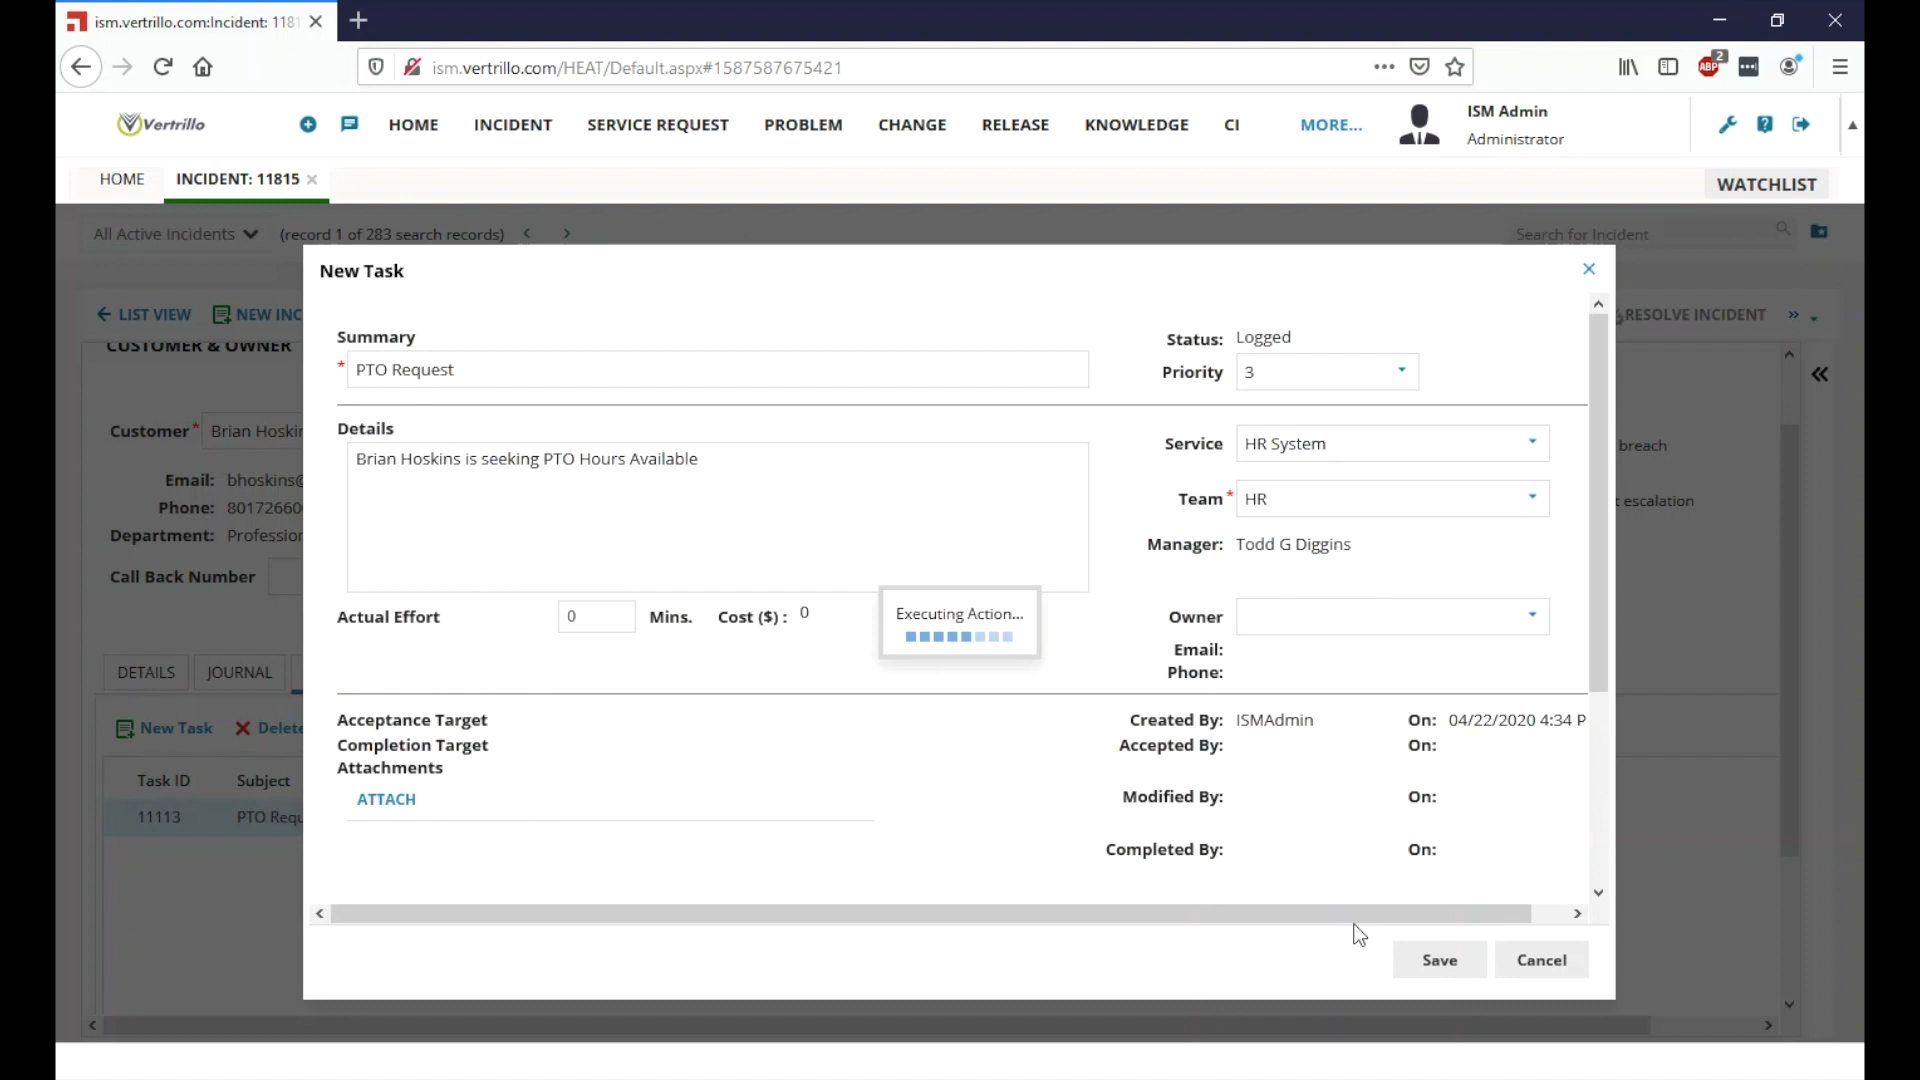 ism.vertrillo.com:Incident: 1181
ism.vertrillo.com/HEAT/Default.aspx#1587587675421
ABP
2
Vertrillo
HOME
INCIDENT
SERVICE REQUEST
PROBLEM
CHANGE
RELEASE
KNOWLEDGE
CI
MORE...
ISM Admin
Administrator
HOME
INCIDENT: 11815
WATCHLIST
All Active Incidents
(record 1 of 283 search records)
Search for Incident
New Task
LIST VIEW
NEW INC
RESOLVE INCIDENT
CUSTOMER & OWNER
Customer *
Brian Hoskin
Email: bhoskins@
Phone: 80172660
Department: Profession
Call Back Number
breach
t escalation
DETAILS
JOURNAL
New Task
Delete
Task ID
Subject
11113
PTO Requ
Summary
* PTO Request
Status: Logged
Priority 3
Details
Brian Hoskins is seeking PTO Hours Available
Service HR System
Team * HR
Manager: Todd G Diggins
Actual Effort 0 Mins. Cost ($) : 0
Executing Action...
Owner
Email:
Phone:
Acceptance Target
Completion Target
Attachments
ATTACH
Created By: ISMAdmin On: 04/22/2020 4:34 P
Accepted By: On:
Modified By: On:
Completed By: On:
Save
Cancel